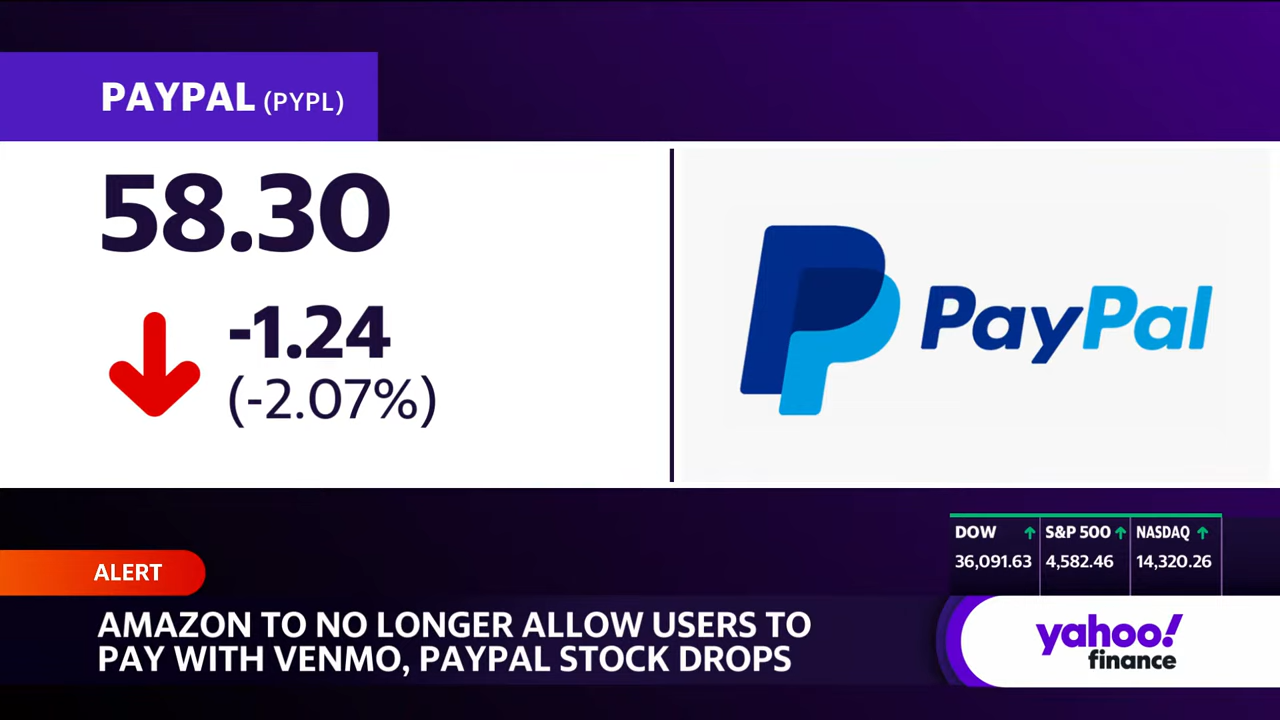 PAYPAL (PYPL)
58.30
-1.24
(-2.07%)
PayPal
ALERT
AMAZON TO NO LONGER ALLOW USERS TO
PAY WITH VENMO, PAYPAL STOCK DROPS
DOW S&P 500 NASDAQ
36,091.63 4,582.46 14,320.26
yahoo!
finance